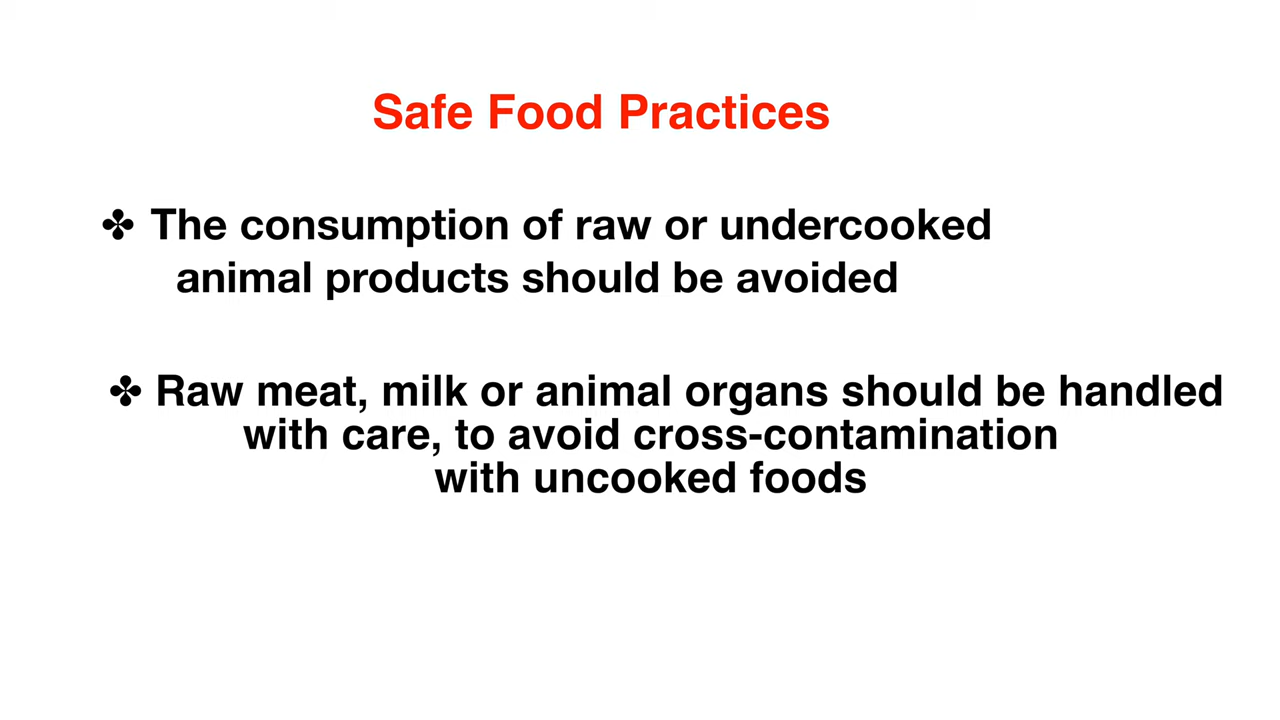 Safe Food Practices
✤ The consumption of raw or undercooked
animal products should be avoided
✤ Raw meat, milk or animal organs should be handled
with care, to avoid cross-contamination
with uncooked foods